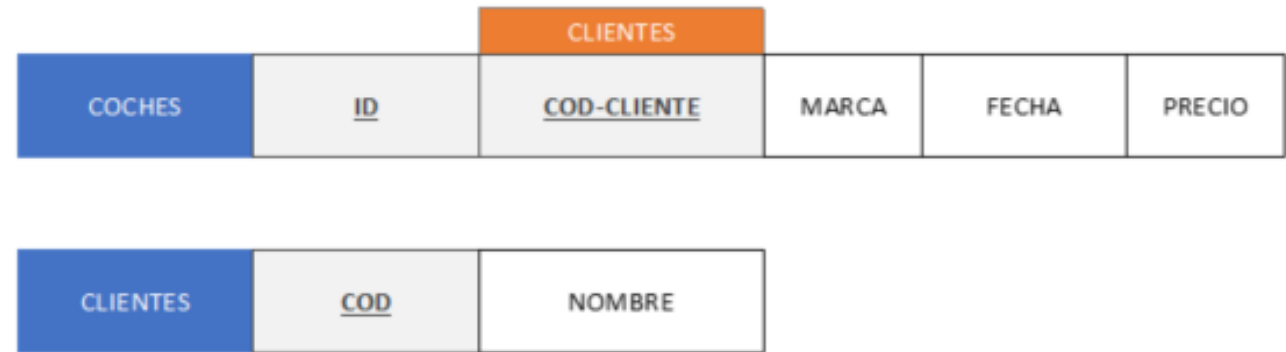 CLIENTES
COCHES ID COD-CLIENTE MARCA FECHA PRECIO
CLIENTES COD NOMBRE